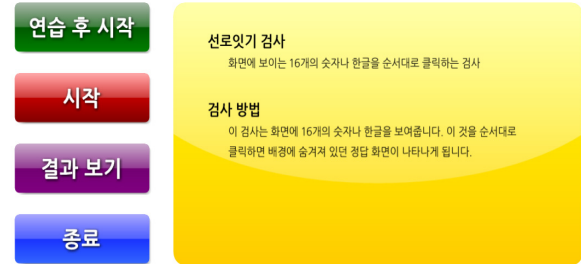 연습 후 시작
시작
결과 보기
종료
선로잇기 검사
화면에 보이는 16개의 숫자나 한글을 순서대로 클릭하는 검사
검사 방법
이 검사는 화면에 16개의 숫자나 한글을 보여줍니다. 이 것을 순서대로
클릭하면 배경에 숨겨져 있던 정답 화면이 나타나게 됩니다.